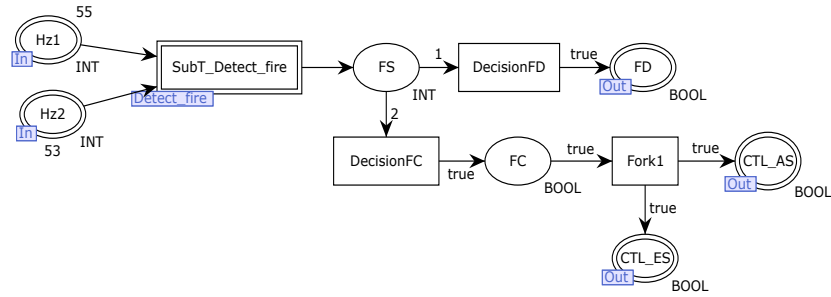 55
Hz1
In
INT
SubT_Detect_fire
Detect_fire
FS
INT
1
DecisionFD
true
FD
Out
BOOL
Hz2
In
INT
53
2
DecisionFC
true
FC
BOOL
true
Fork1
true
CTL_AS
Out
BOOL
true
CTL_ES
Out
BOOL